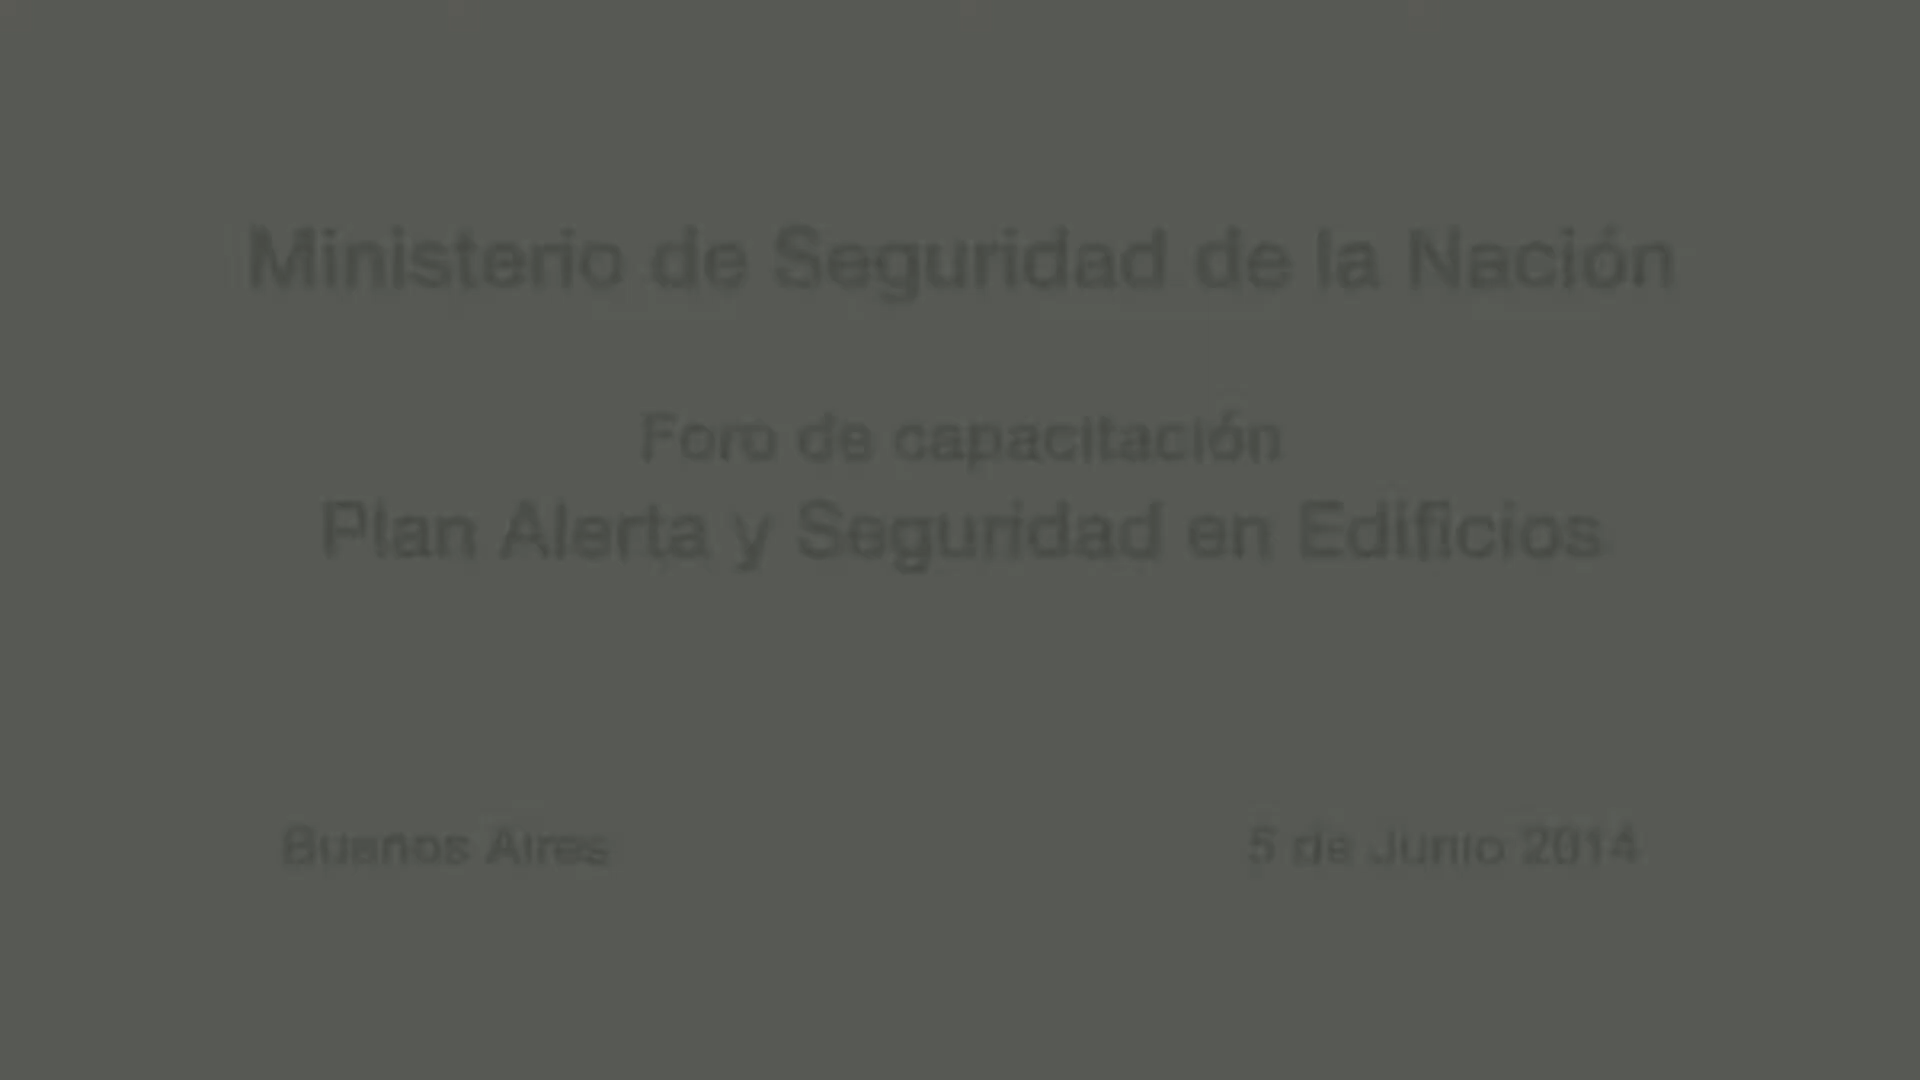 Ministerio de Seguridad de la Nación
Foro de capacitación
Plan Alerta y Seguridad en Edificios
Buenos Aires
5 de Junio 2014